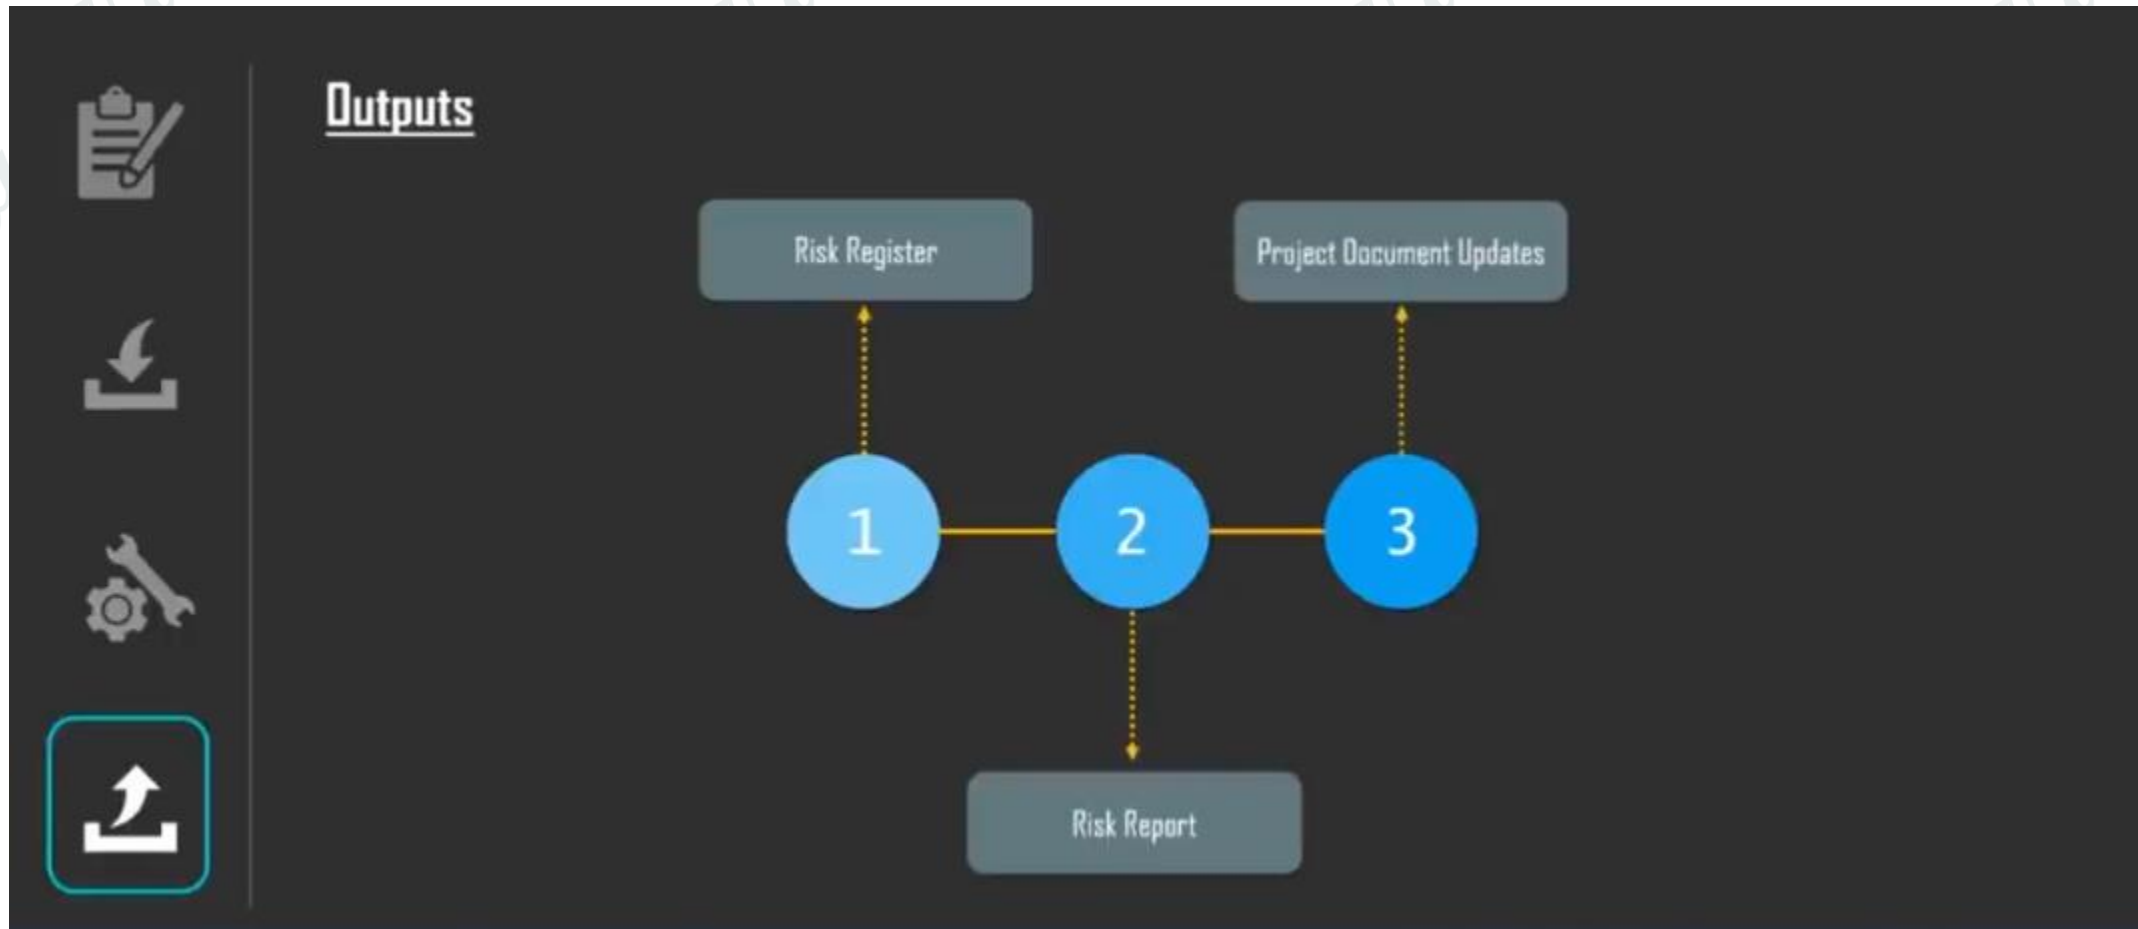 Outputs
Risk Register
Project Document Updates
1
2
3
Risk Report